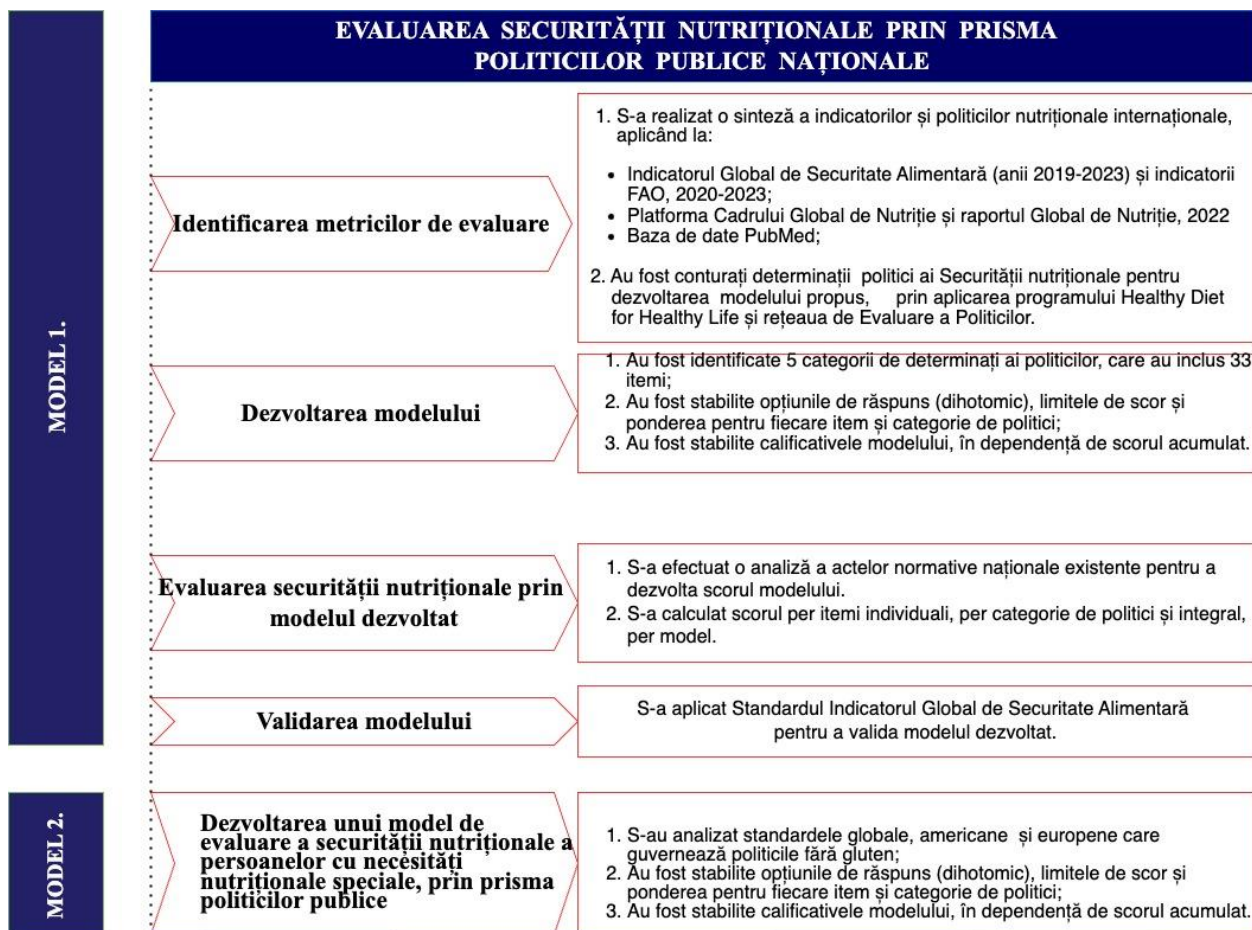 EVALUAREA SECURITĂȚII NUTRIȚIONALE PRIN PRISMA
POLITICILOR PUBLICE NAȚIONALE
MODEL 1.
Identificarea metricilor de evaluare
1. S-a realizat o sinteză a indicatorilor și politicilor nutriționale internaționale,
aplicând la:
• Indicatorul Global de Securitate Alimentară (anii 2019-2023) și indicatorii
FAO, 2020-2023;
• Platforma Cadrului Global de Nutriție și raportul Global de Nutriție, 2022
• Baza de date PubMed;
2. Au fost conturați determinații politici ai Securității nutriționale pentru
dezvoltarea modelului propus, prin aplicarea programului Healthy Diet
for Healthy Life și rețeaua de Evaluare a Politicilor.
Dezvoltarea modelului
1. Au fost identificate 5 categorii de determinați ai politicilor, care au inclus 33
itemi;
2. Au fost stabilite opțiunile de răspuns (dihotomic), limitele de scor și
ponderea pentru fiecare item și categorie de politici;
3. Au fost stabilite calificativele modelului, în dependență de scorul acumulat.
Evaluarea securității nutriționale prin
modelul dezvoltat
1. S-a efectuat o analiză a actelor normative naționale existente pentru a
dezvolta scorul modelului.
2. S-a calculat scorul per itemi individuali, per categorie de politici și integral,
per model.
Validarea modelului
S-a aplicat Standardul Indicatorul Global de Securitate Alimentară
pentru a valida modelul dezvoltat.
MODEL 2.
Dezvoltarea unui model de
evaluare a securității nutriționale a
persoanelor cu necesități
nutriționale speciale, prin prisma
politicilor publice
1. S-au analizat standardele globale, americane și europene care
guvernează politicile fără gluten;
2. Au fost stabilite opțiunile de răspuns (dihotomic), limitele de scor și
ponderea pentru fiecare item și categorie de politici;
3. Au fost stabilite calificativele modelului, în dependență de scorul acumulat.